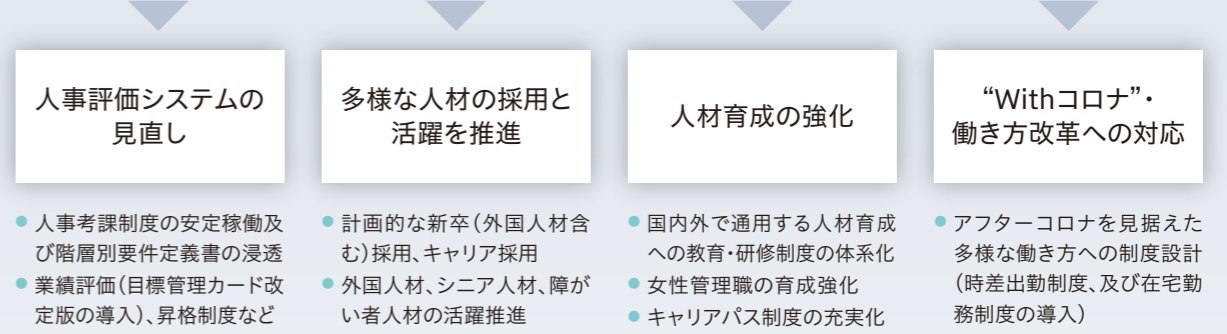 人事評価システムの
見直し
● 人事考課制度の安定稼働及
び階層別要件定義書の浸透
● 業績評価(目標管理カード改
定版の導入)、昇格制度など
多様な人材の採用と
活躍を推進
● 計画的な新卒(外国人材含
む)採用、キャリア採用
● 外国人材、シニア人材、障が
い者人材の活躍推進
人材育成の強化
● 国内外で通用する人材育成
への教育・研修制度の体系化
● 女性管理職の育成強化
● キャリアパス制度の充実化
“Withコロナ”・
働き方改革への対応
● アフターコロナを見据えた
多様な働き方への制度設計
(時差出勤制度、及び在宅勤
務制度の導入)